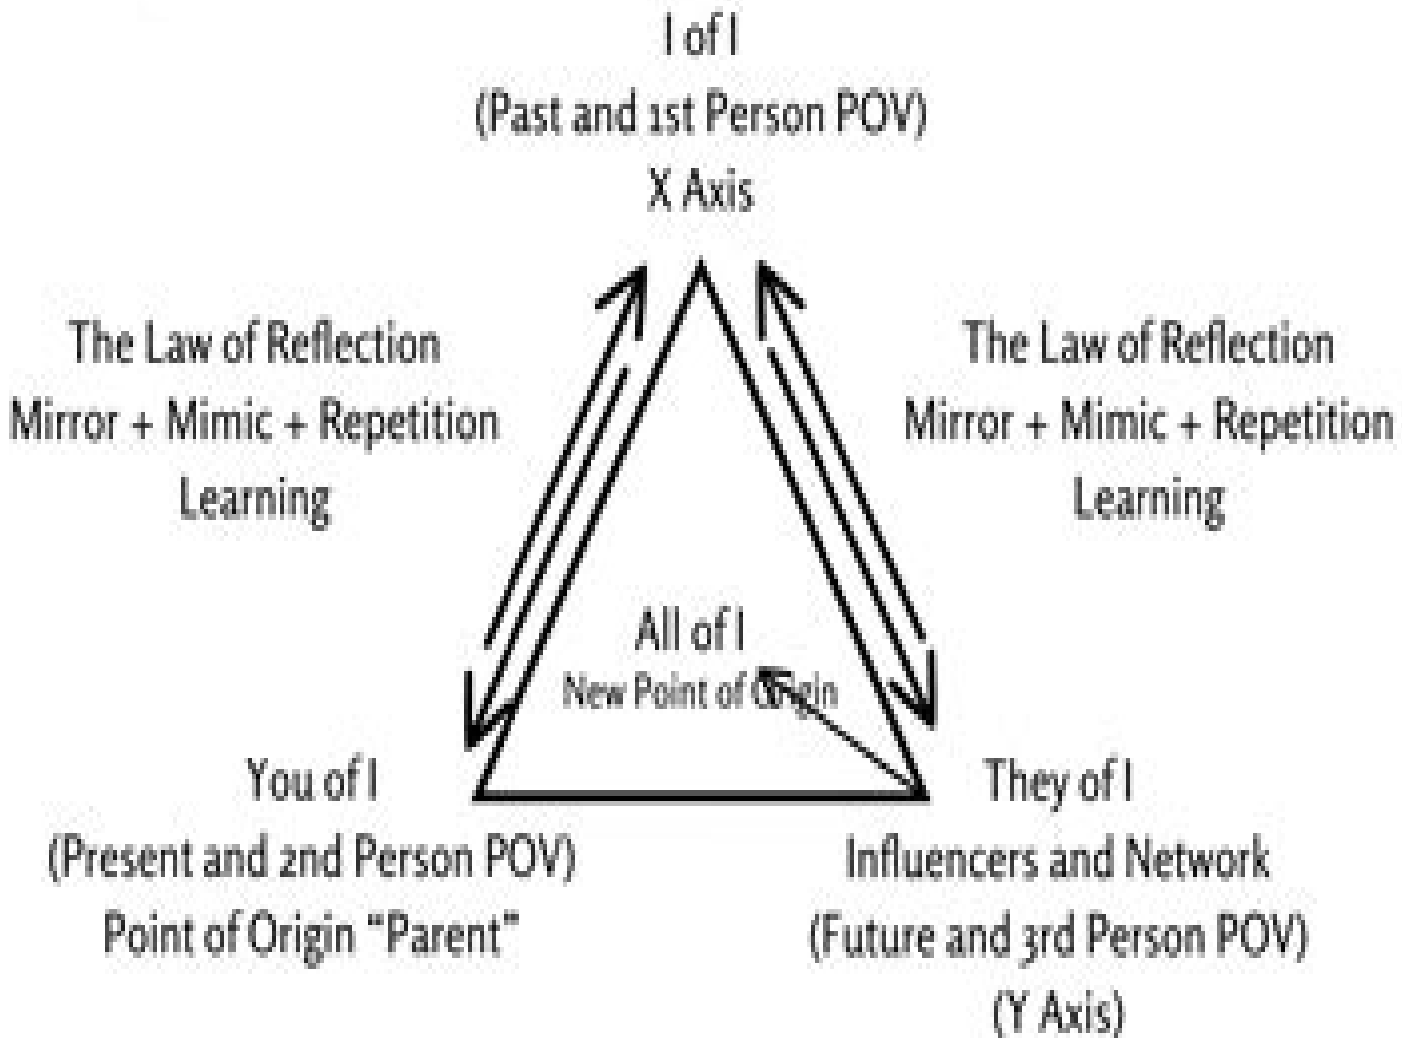 I of I
(Past and 1st Person POV)
X Axis
The Law of Reflection
Mirror + Mimic + Repetition
Learning
The Law of Reflection
Mirror + Mimic + Repetition
Learning
All of I
New Point of Origin
You of I
(Present and 2nd Person POV)
Point of Origin “Parent”
They of I
Influencers and Network
(Future and 3rd Person POV)
(Y Axis)